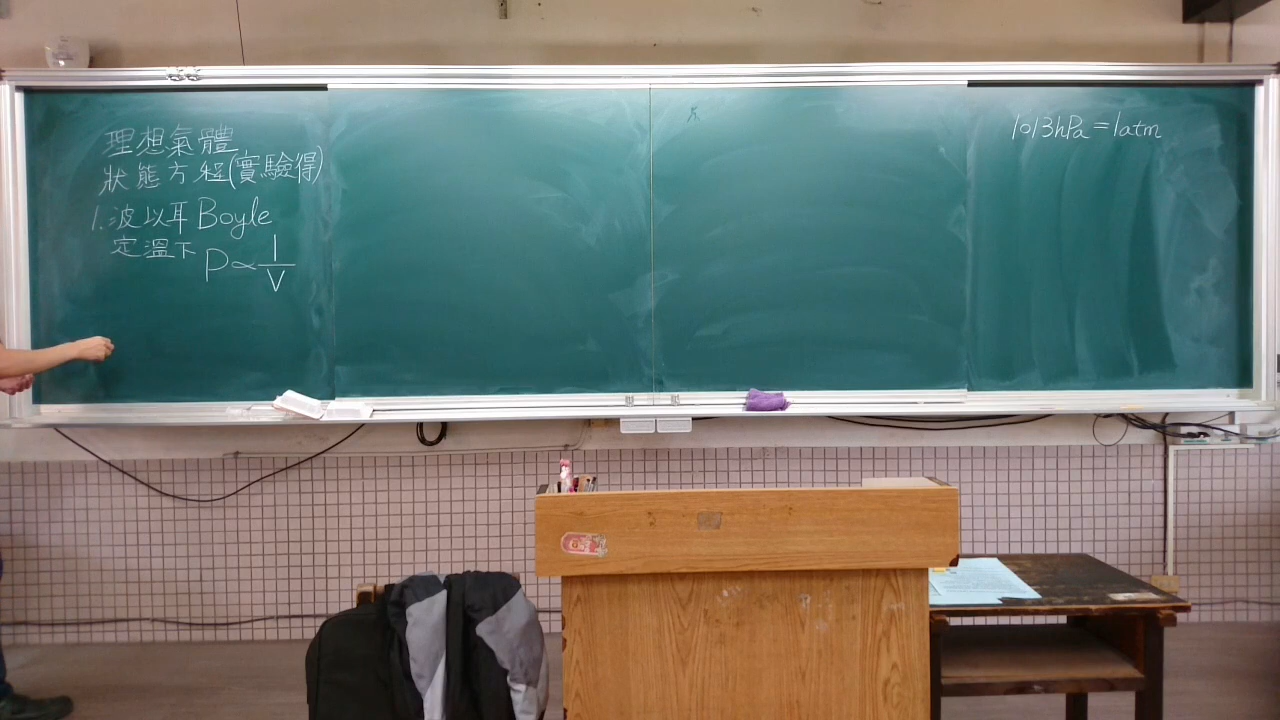 理想氣體
狀態方程(實驗得)
1.波以耳 Boyle
定溫下 P∝1/V
1013hPa=1atm